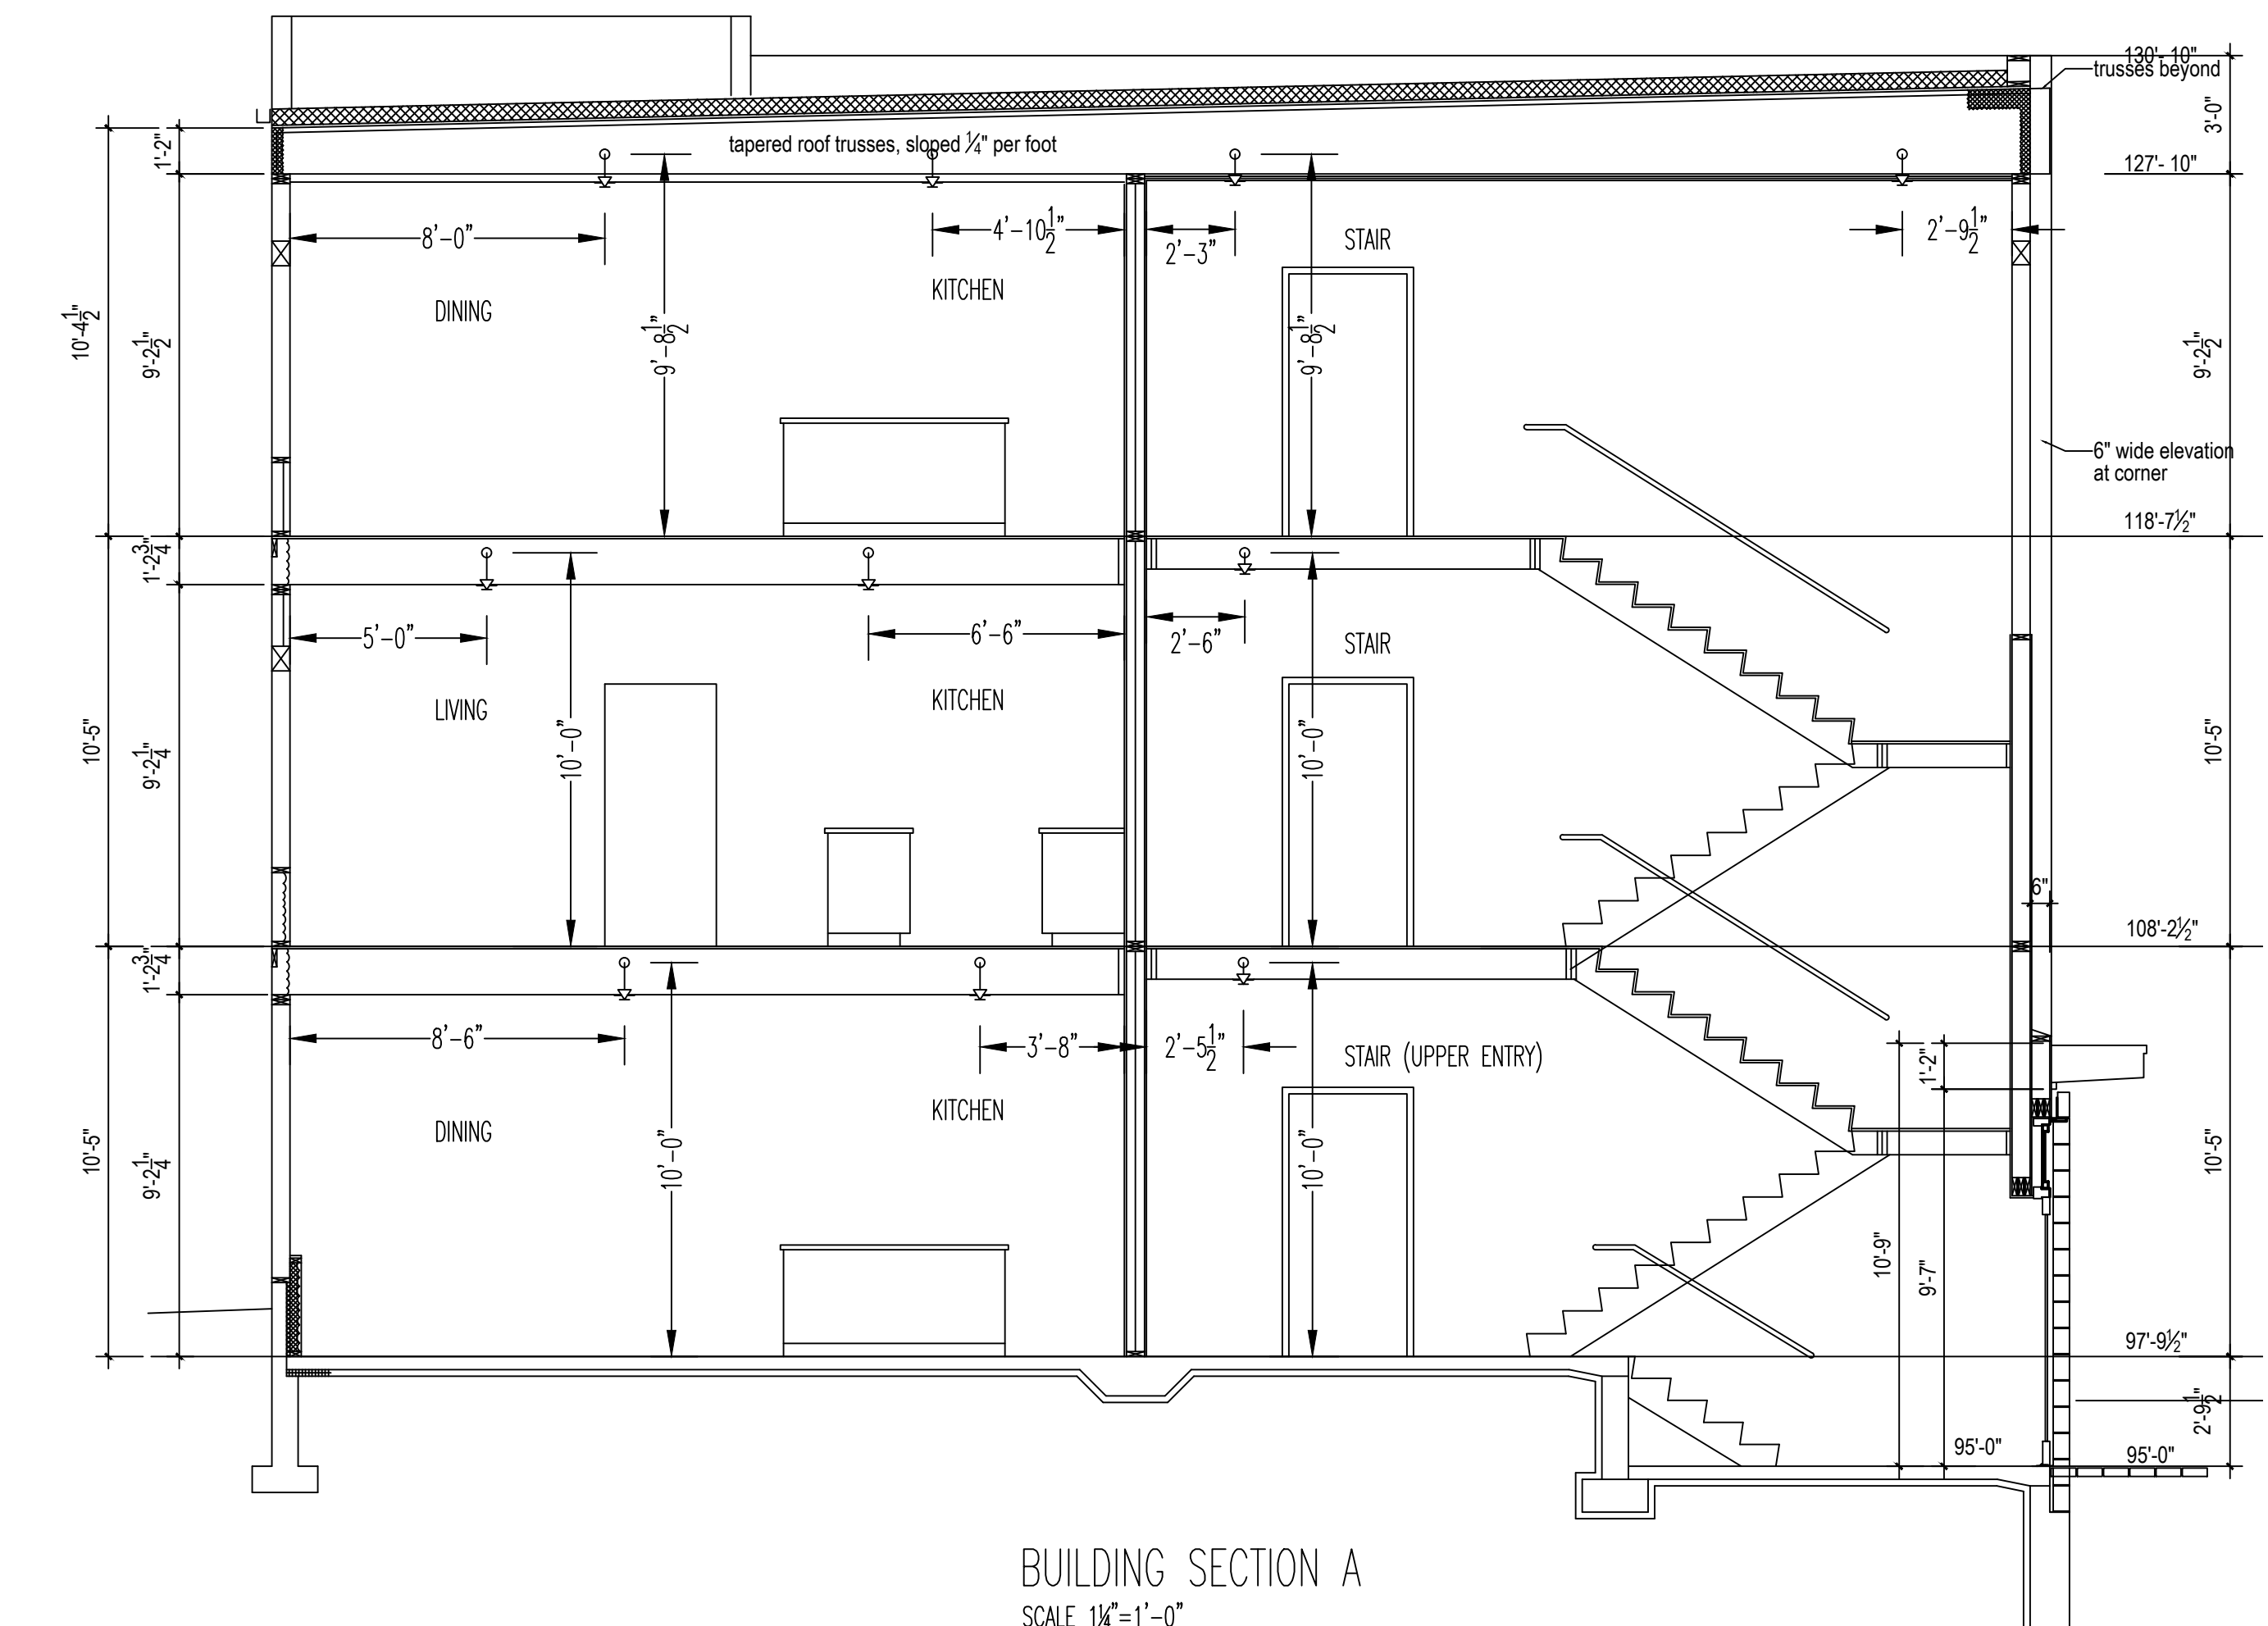 130'- 10"
trusses beyond
3'-0"
1'-2"
tapered roof trusses, sloped ¼" per foot
127'- 10"
8'-0"
4'-10½"
2'-3"
STAIR
2'-9½"
DINING
KITCHEN
10'-4½"
9'-2½"
9'-8½"
9'-8½"
9'-2½"
6" wide elevation
at corner
118'-7½"
1'-2¾"
5'-0"
6'-6"
2'-6"
STAIR
LIVING
KITCHEN
10'-5"
9'-2¼"
10'-0"
10'-0"
10'-5"
6"
108'-2½"
1'-2¾"
8'-6"
3'-8"
2'-5½"
STAIR (UPPER ENTRY)
1'-2"
DINING
KITCHEN
10'-5"
9'-2¼"
10'-0"
10'-0"
10'-9"
9'-7"
10'-5"
97'-9½"
2'-9½"
95'-0"
95'-0"
BUILDING SECTION A
SCALE 1¼"=1'-0"